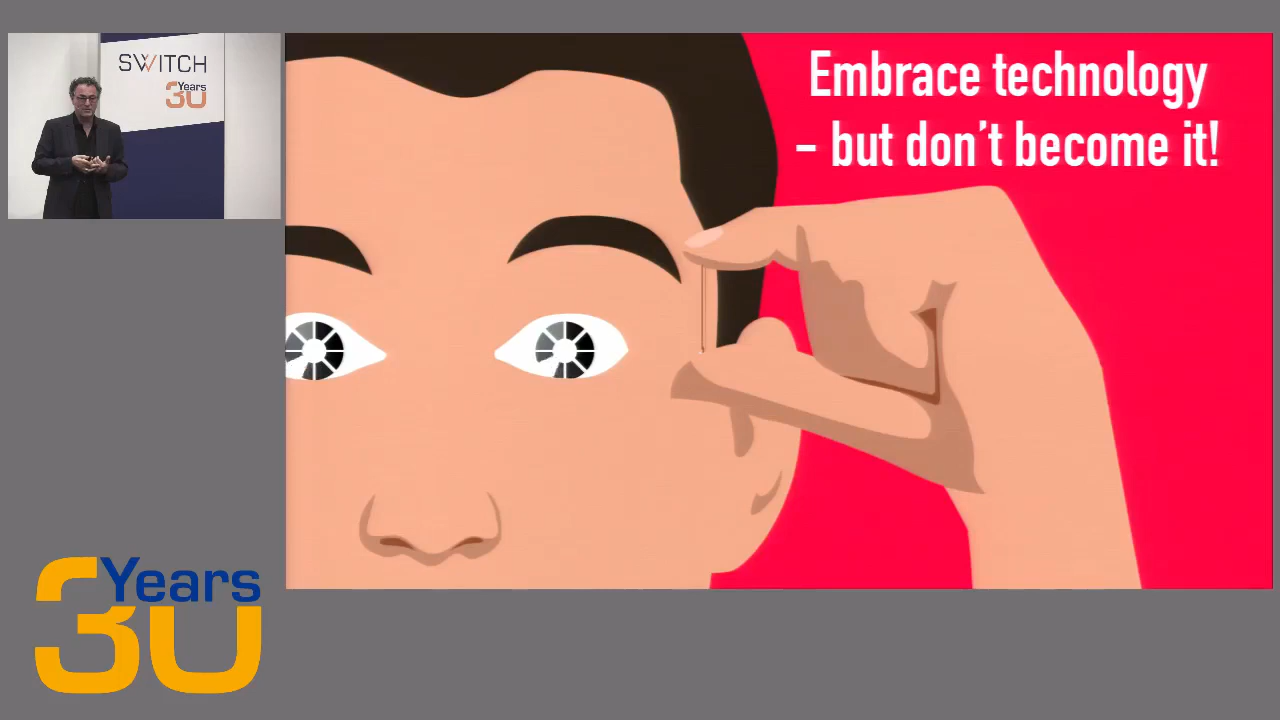 SWITCH
Years
30
Embrace technology
– but don't become it!
Years
30